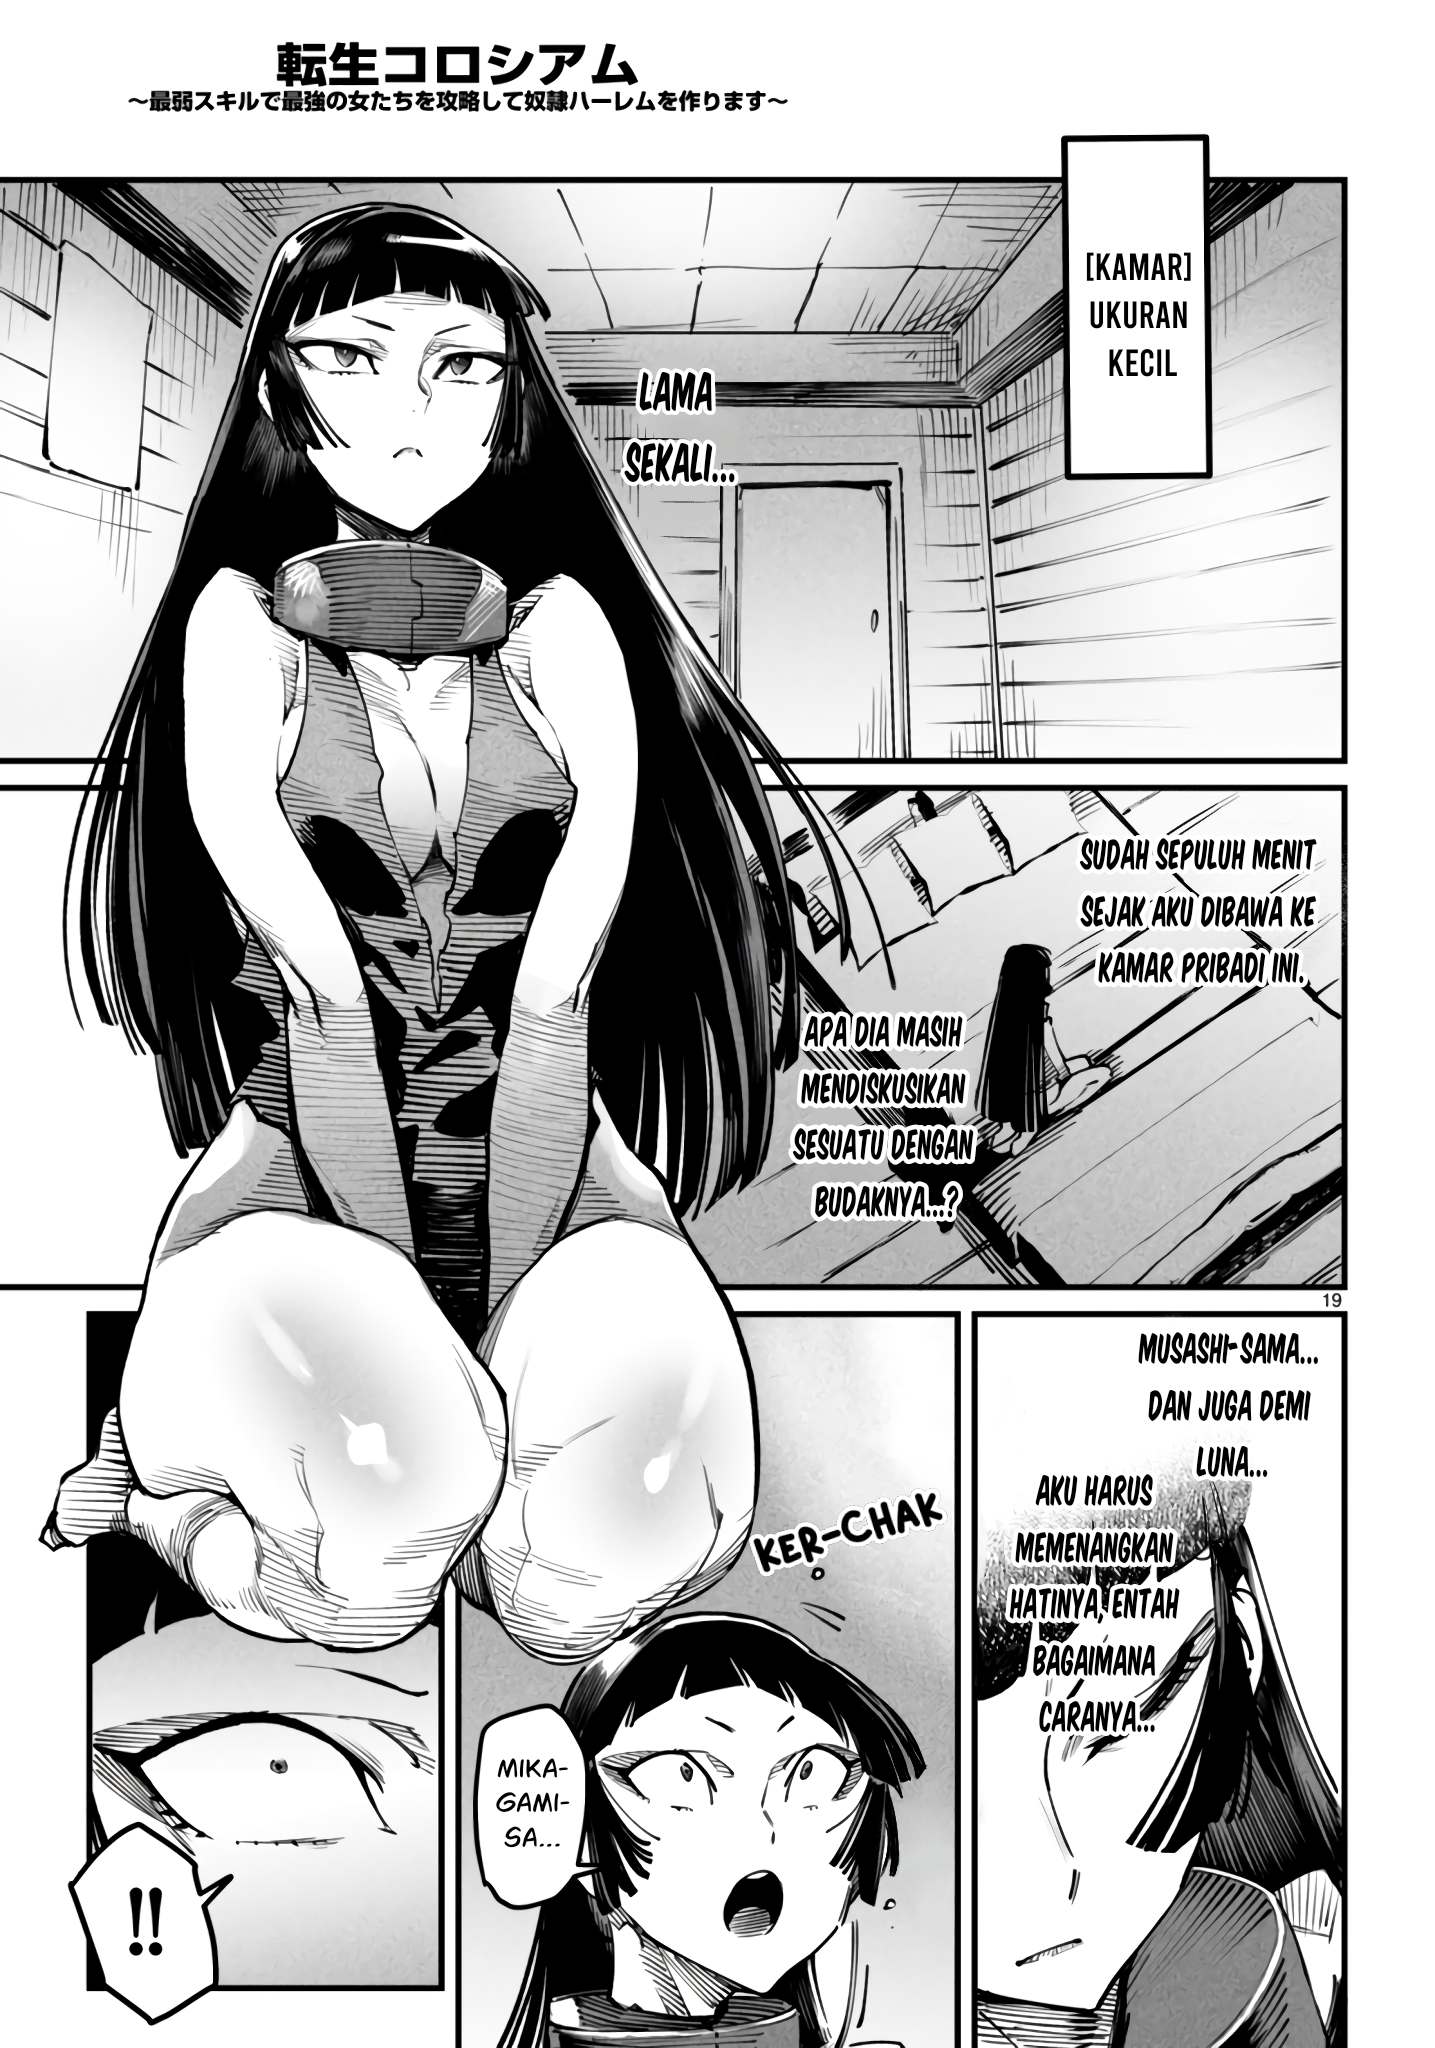 転生コロシアム
～最弱スキルで最強の女たちを攻略して奴隷ハーレムを作ります～
[KAMAR]
UKURAN
KECIL
LAMA
SEKALI...
SUDAH SEPULUH MENIT
SEJAK AKU DIBAWA KE
KAMAR PRIBADI INI.
APA DIA MASIH
MENDISKUSIKAN
SESUATU DENGAN
BUDAKNYA...?
19
MUSASHI-SAMA...
DAN JUGA DEMI
LUNA...
AKU HARUS
MEMENANGKAN
HATINYA, ENTAH
BAGAIMANA
CARANYA...
KER-CHAK
MIKA-
GAMI-
SA...
!!